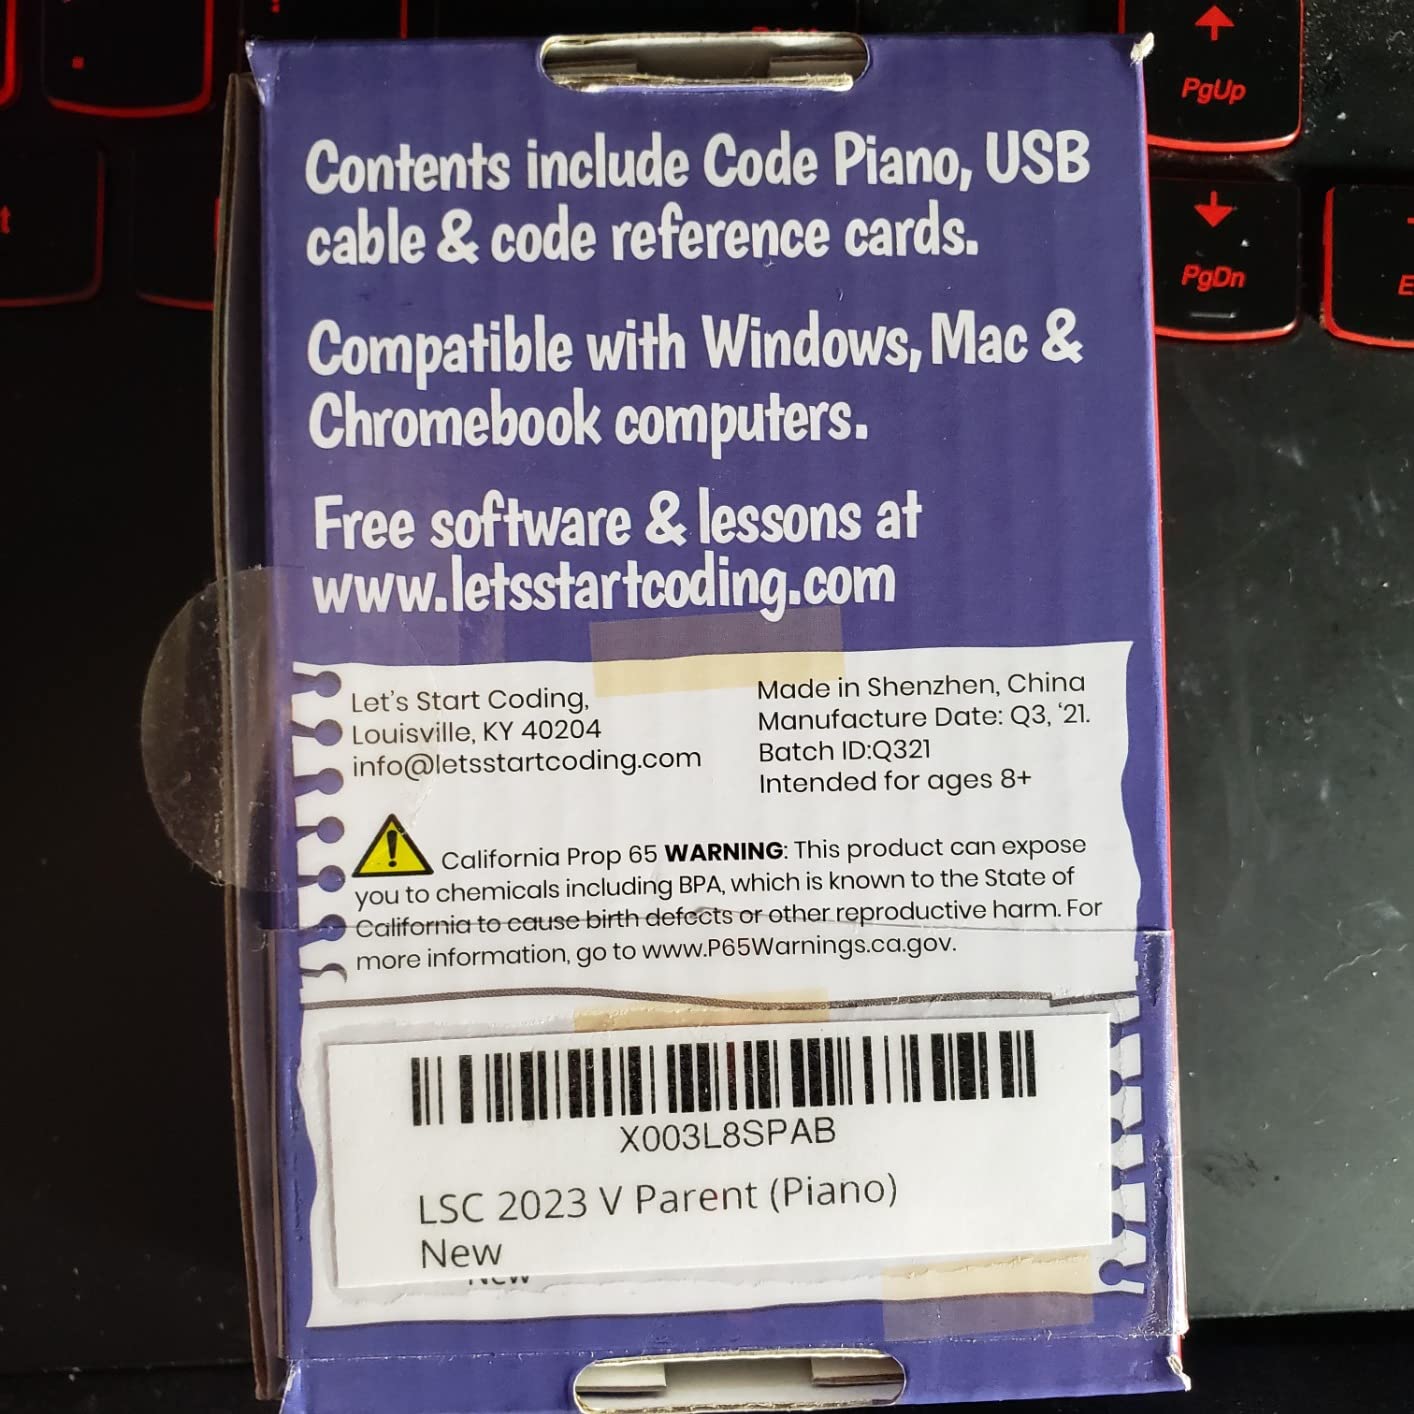 PgUp
PgDn
Contents include Code Piano, USB
cable & code reference cards.
Compatible with Windows, Mac &
Chromebook computers.
Free software & lessons at
www.letsstartcoding.com
Let's Start Coding,
Louisville, KY 40204
info@letsstartcoding.com
Made in Shenzhen, China
Manufacture Date: Q3, '21.
Batch ID:Q321
Intended for ages 8+
California Prop 65 WARNING: This product can expose
you to chemicals including BPA, which is known to the State of
California to cause birth defects or other reproductive harm. For
more information, go to www.P65Warnings.ca.gov.
X003L8SPAB
LSC 2023 V Parent (Piano)
New
New